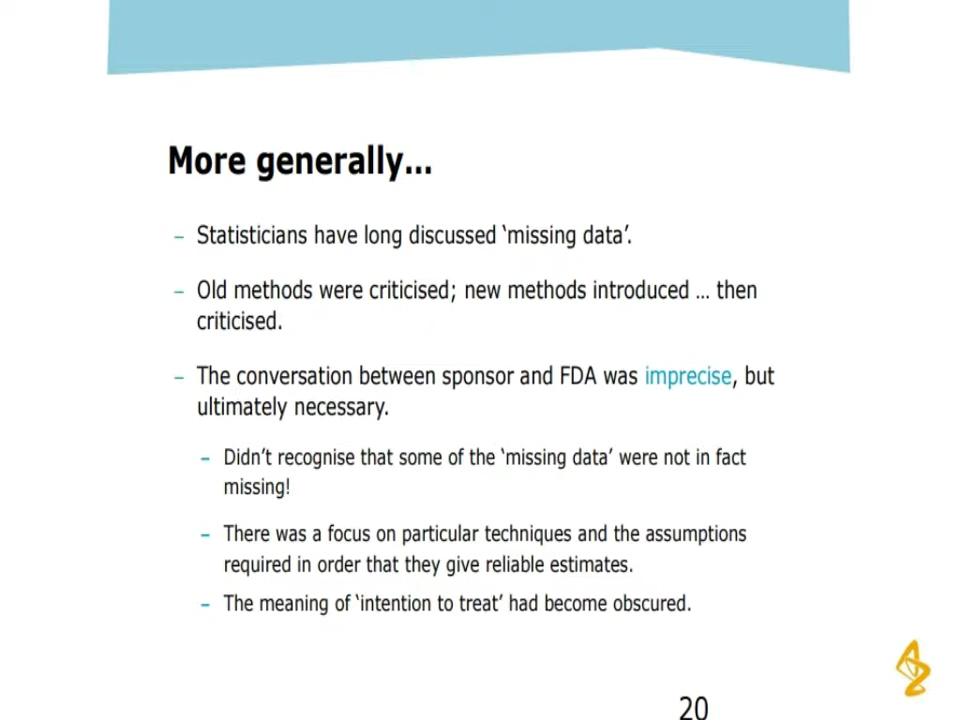 More generally...
– Statisticians have long discussed ‘missing data’.
– Old methods were criticised; new methods introduced ... then
criticised.
– The conversation between sponsor and FDA was imprecise, but
ultimately necessary.
– Didn’t recognise that some of the ‘missing data’ were not in fact
missing!
– There was a focus on particular techniques and the assumptions
required in order that they give reliable estimates.
– The meaning of ‘intention to treat’ had become obscured.
20